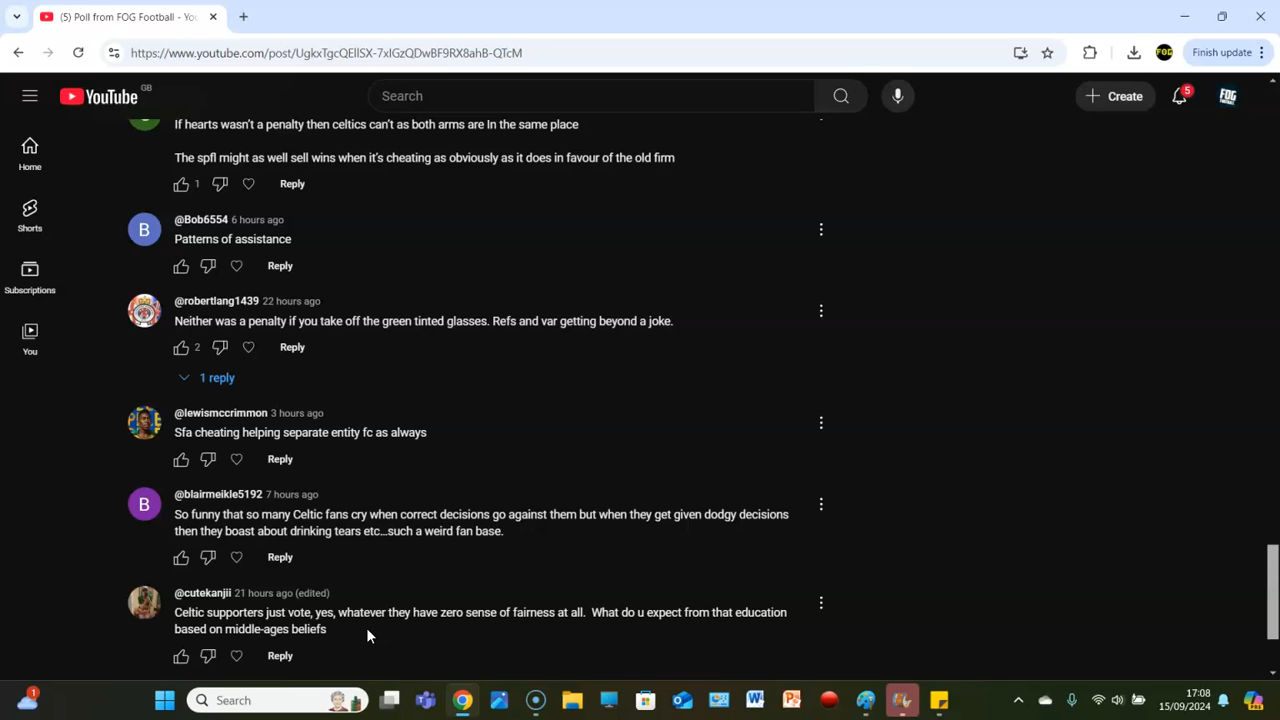 (5) Poll from FOG Football - You
Finish update
https://www.youtube.com/post/UgkxTgcQEllSX-7xlGzQDwBF9RX8ahB-QTcM
FOG
YouTube GB
Search
Create
5
FOG FOOTBALL
Home
Shorts
Subscriptions
You
If hearts wasn't a penalty then celtics can't as both arms are In the same place
The spfl might as well sell wins when it's cheating as obviously as it does in favour of the old firm
1 Reply
B
@Bob6554 6 hours ago
Patterns of assistance
Reply
@robertlang1439 22 hours ago
Neither was a penalty if you take off the green tinted glasses. Refs and var getting beyond a joke.
2 Reply
1 reply
@lewismccrimmon 3 hours ago
Sfa cheating helping separate entity fc as always
Reply
B
@blairmeikle5192 7 hours ago
So funny that so many Celtic fans cry when correct decisions go against them but when they get given dodgy decisions
then they boast about drinking tears etc...such a weird fan base.
Reply
@cutekanjii 21 hours ago (edited)
Celtic supporters just vote, yes, whatever they have zero sense of fairness at all. What do u expect from that education
based on middle-ages beliefs
Reply
1
Search
17:08
15/09/2024